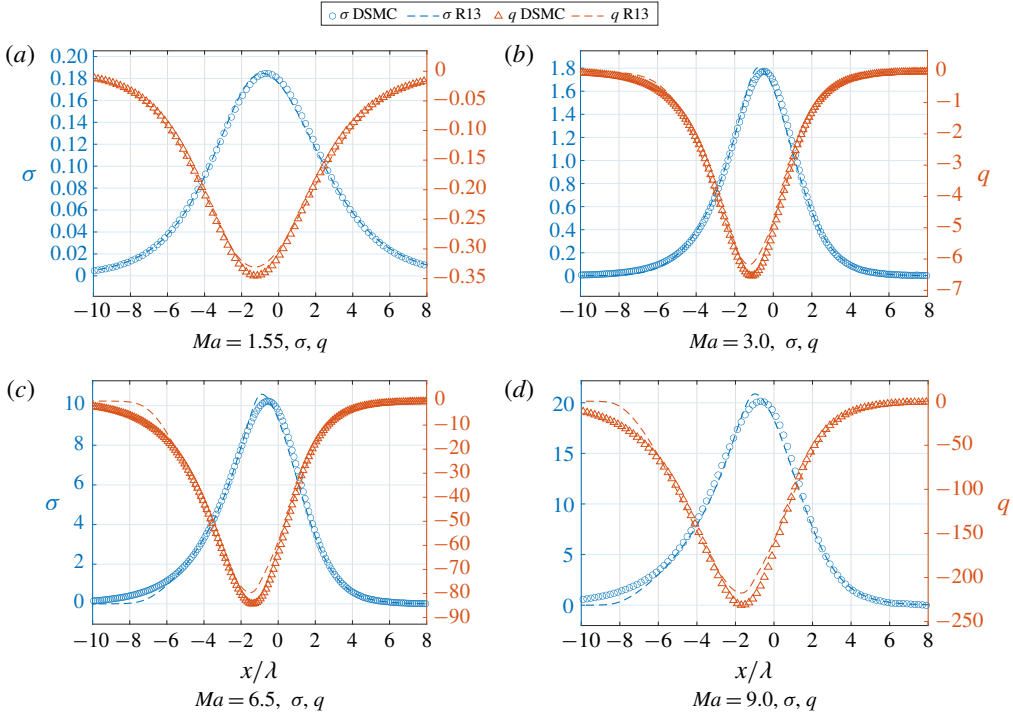 σ DSMC σ R13 q DSMC q R13
(a) (b)
0.20 0.18 0.16 0.14 0.12 0.10 0.08 0.06 0.04 0.02 0
σ
0 −0.05 −0.10 −0.15 −0.20 −0.25 −0.30 −0.35
1.8 1.6 1.4 1.2 1.0 0.8 0.6 0.4 0.2 0
0 −1 −2 −3 −4 −5 −6 −7
q
−10 −8 −6 −4 −2 0 2 4 6 8
−10 −8 −6 −4 −2 0 2 4 6 8
Ma = 1.55, σ, q
Ma = 3.0, σ, q
(c) (d)
10 8 6 4 2 0
σ
0 −10 −20 −30 −40 −50 −60 −70 −80 −90
20 15 10 5 0
0 −50 −100 −150 −200 −250
q
−10 −8 −6 −4 −2 0 2 4 6 8
−10 −8 −6 −4 −2 0 2 4 6 8
x/λ x/λ
Ma = 6.5, σ, q
Ma = 9.0, σ, q